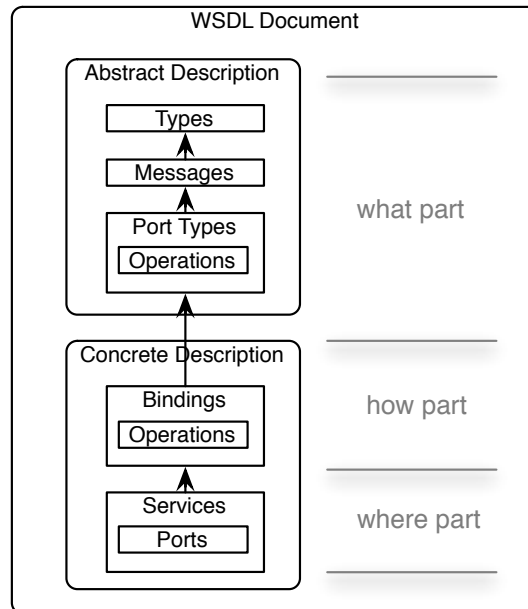 WSDL Document
Abstract Description
Types
Messages
Port Types
Operations
what part
Concrete Description
Bindings
Operations
how part
Services
Ports
where part